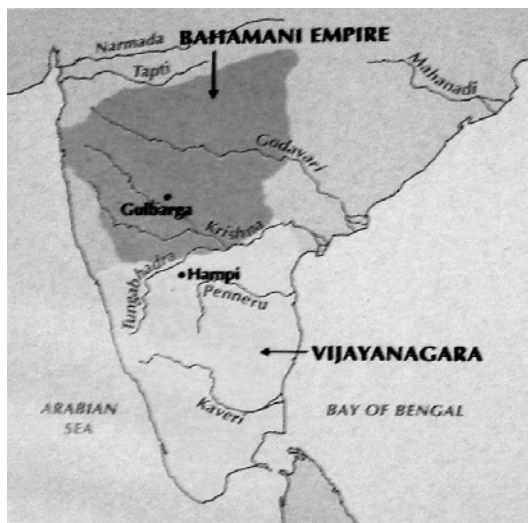 Narmada
BAHAMANI EMPIRE
Tapti
Mahanadi
Godavari
Gulbarga
Krishna
Tungabhadra
Hampi
Penneru
VIJAYANAGARA
ARABIAN
SEA
BAY OF BENGAL
Kaveri